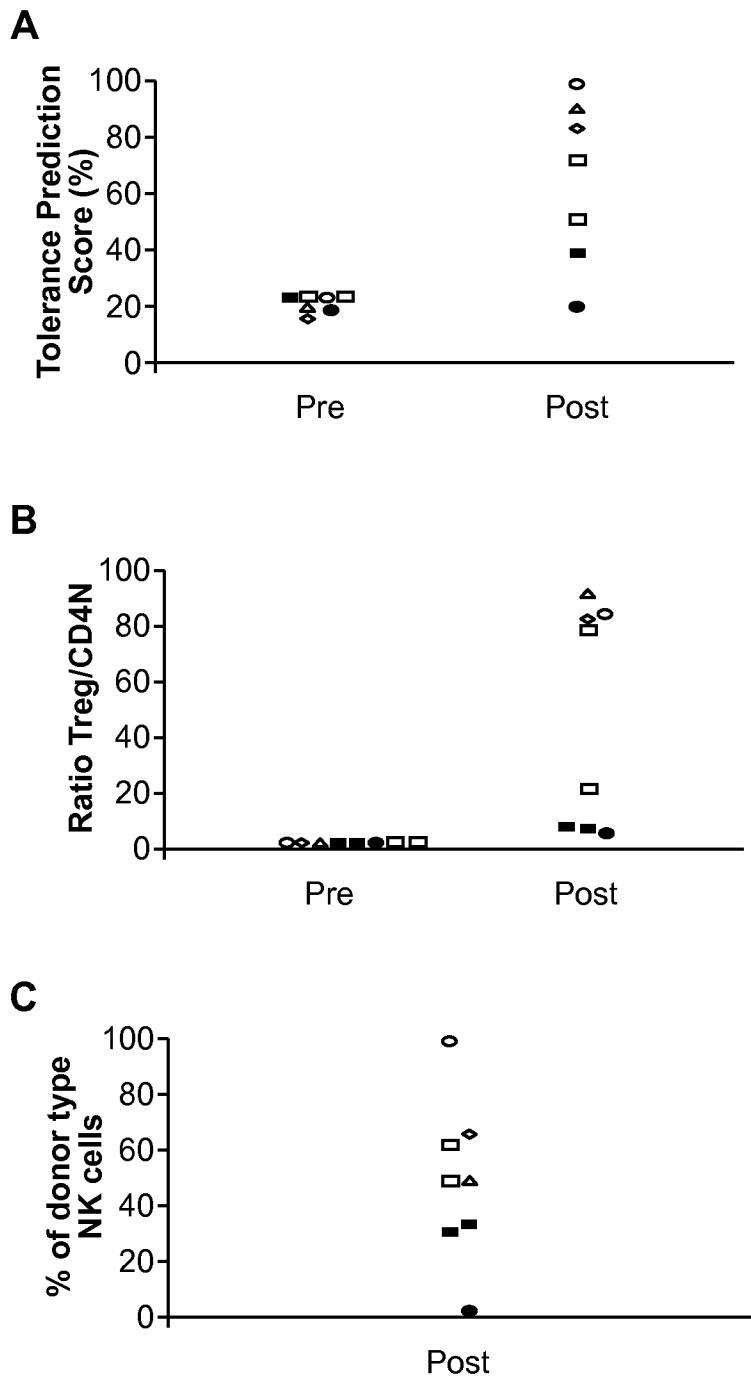 A
Tolerance Prediction
Score (%)
100
80
60
40
20
0
Pre
Post
B
Ratio Treg/CD4N
100
80
60
40
20
0
Pre
Post
C
% of donor type
NK cells
100
80
60
40
20
0
Post